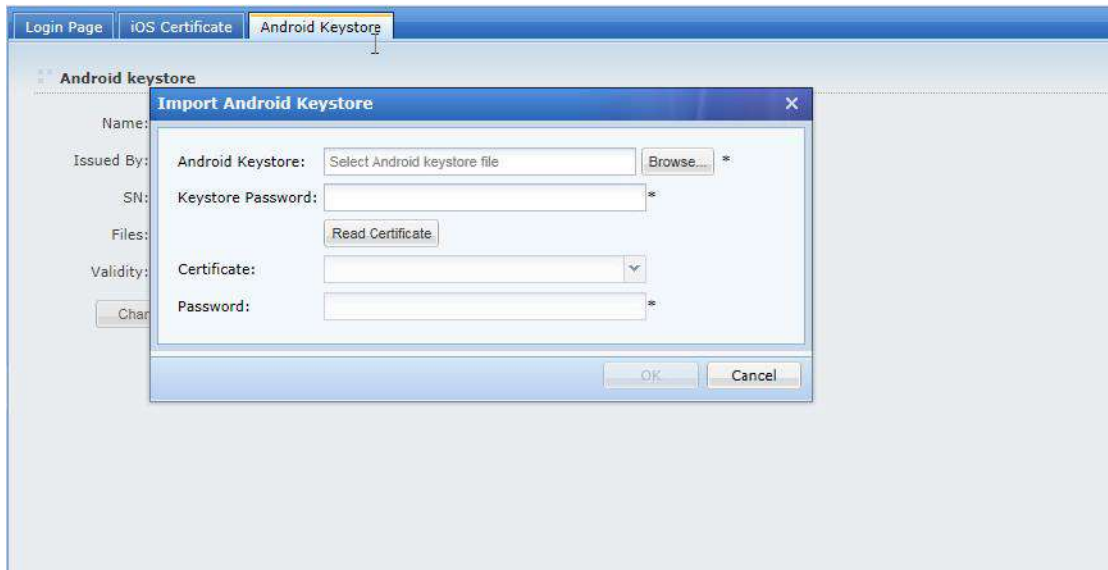 Login Page iOS Certificate Android Keystore
Android keystore
Import Android Keystore
Name:
Issued By:
SN:
Files:
Validity:
Char
Android Keystore: Select Android keystore file Browse... *
Keystore Password: *
Read Certificate
Certificate:
Password: *
OK Cancel